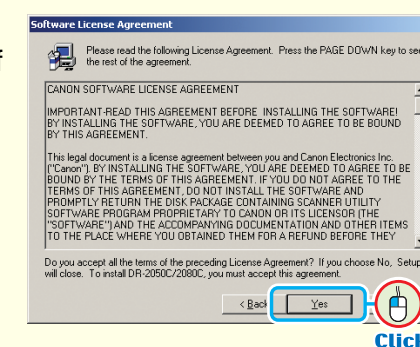 f
Software License Agreement
Please read the following License Agreement. Press the PAGE DOWN key to see
the rest of the agreement.
CANON SOFTWARE LICENSE AGREEMENT
IMPORTANT-READ THIS AGREEMENT BEFORE INSTALLING THE SOFTWARE!
BY INSTALLING THE SOFTWARE, YOU ARE DEEMED TO AGREE TO BE BOUND
BY THIS AGREEMENT.
This legal document is a license agreement between you and Canon Electronics Inc.
("Canon"). BY INSTALLING THE SOFTWARE, YOU ARE DEEMED TO AGREE TO BE
BOUND BY THE TERMS OF THIS AGREEMENT. IF YOU DO NOT AGREE TO THE
TERMS OF THIS AGREEMENT, DO NOT INSTALL THE SOFTWARE AND
PROMPTLY RETURN THE DISK PACKAGE CONTAINING SCANNER UTILITY
SOFTWARE PROGRAM PROPRIETARY TO CANON OR ITS LICENSOR (THE
"SOFTWARE") AND THE ACCOMPANYING DOCUMENTATION AND OTHER ITEMS
TO THE PLACE WHERE YOU OBTAINED THEM FOR A REFUND BEFORE THEY
Do you accept all the terms of the preceding License Agreement? If you choose No, Setup
will close. To install DR-2050C/2080C, you must accept this agreement.
< Back Yes
Click